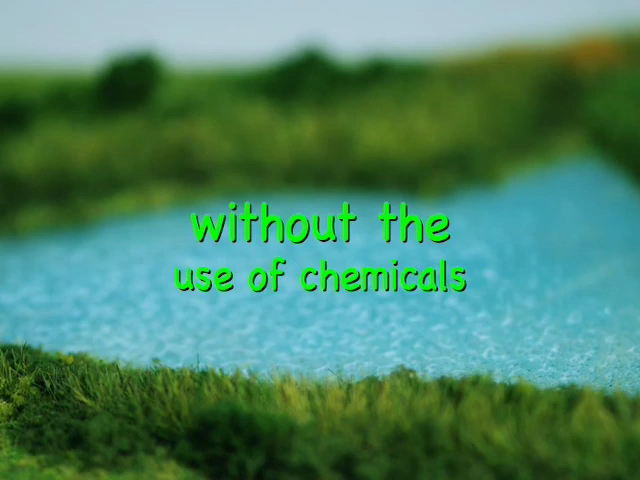 without the
use of chemicals